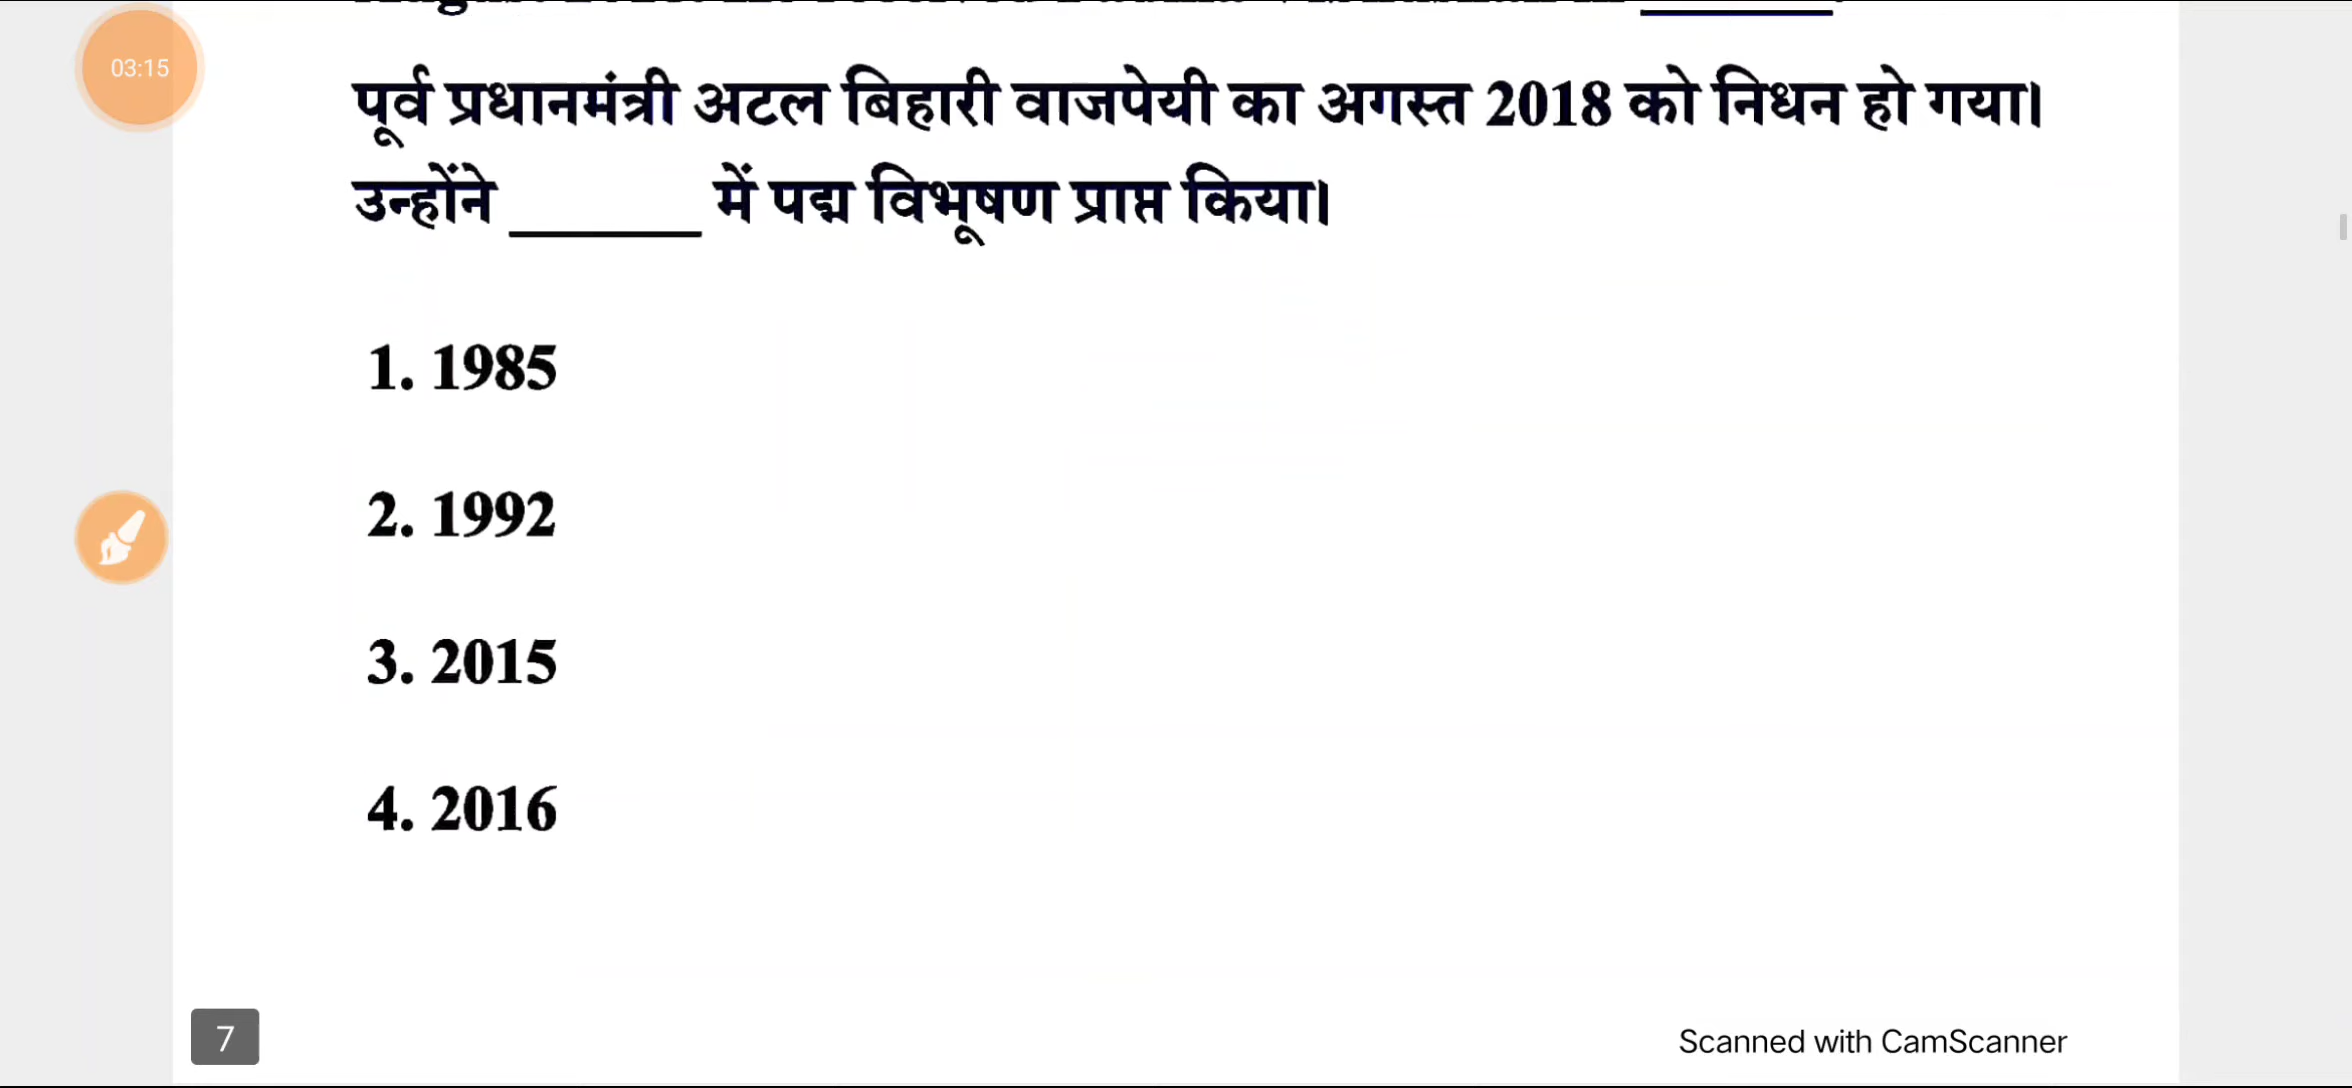 03:15
पूर्व प्रधानमंत्री अटल बिहारी वाजपेयी का अगस्त 2018 को निधन हो गया।
उन्होंने ______ में पद्म विभूषण प्राप्त किया।
1. 1985
2. 1992
3. 2015
4. 2016
7
Scanned with CamScanner